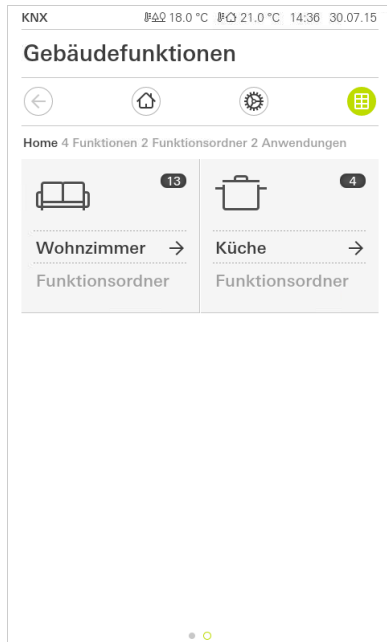 KNX 18.0 °C 21.0 °C 14:36 30.07.15
Gebäudefunktionen
Home 4 Funktionen 2 Funktionsordner 2 Anwendungen
13 4
Wohnzimmer Küche
Funktionsordner Funktionsordner